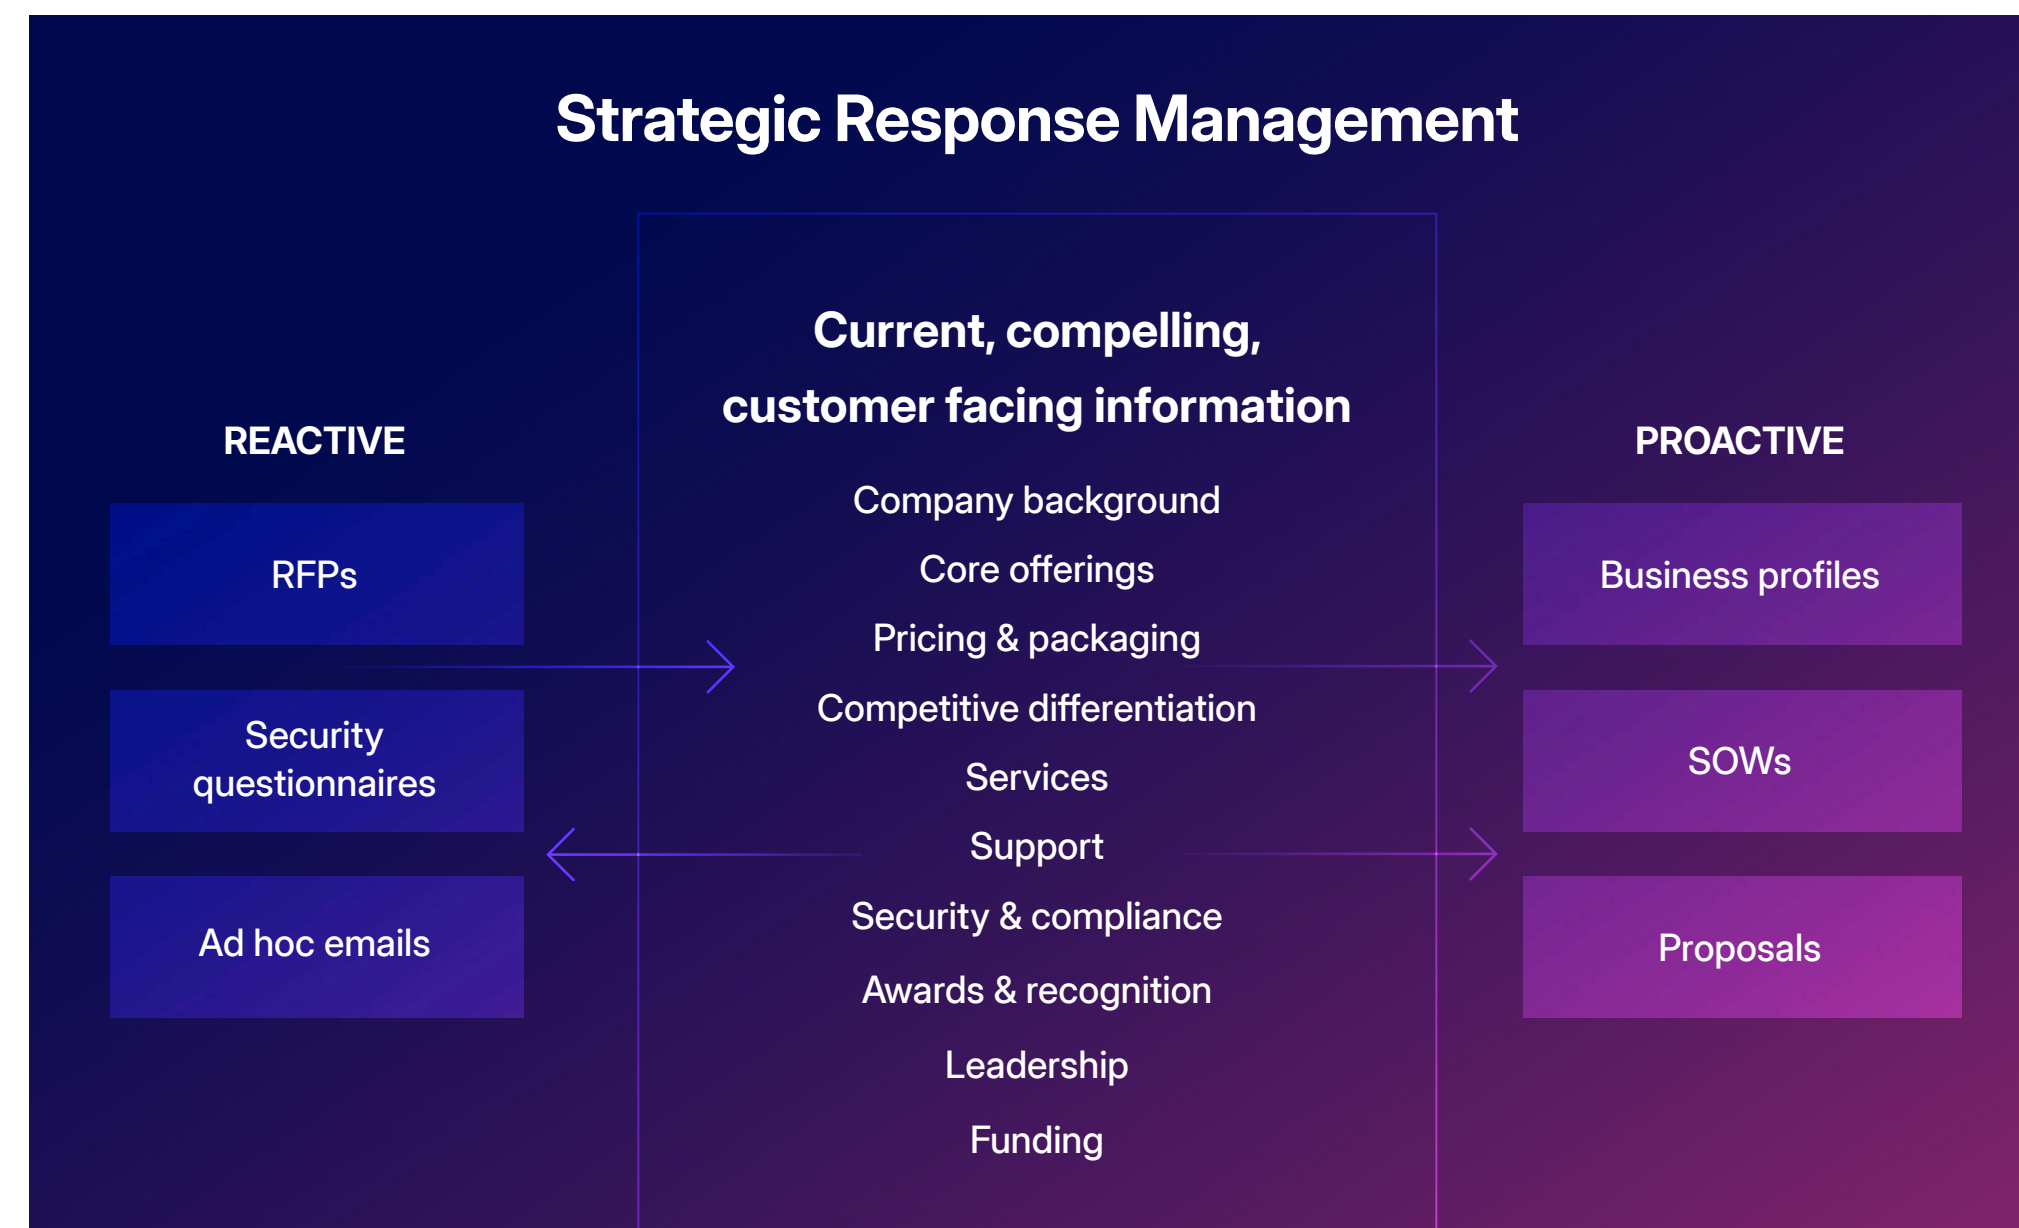 Strategic Response Management
REACTIVE
RFPs
Security
questionnaires
Ad hoc emails
Current, compelling,
customer facing information
Company background
Core offerings
Pricing & packaging
Competitive differentiation
Services
Support
Security & compliance
Awards & recognition
Leadership
Funding
PROACTIVE
Business profiles
SOWs
Proposals